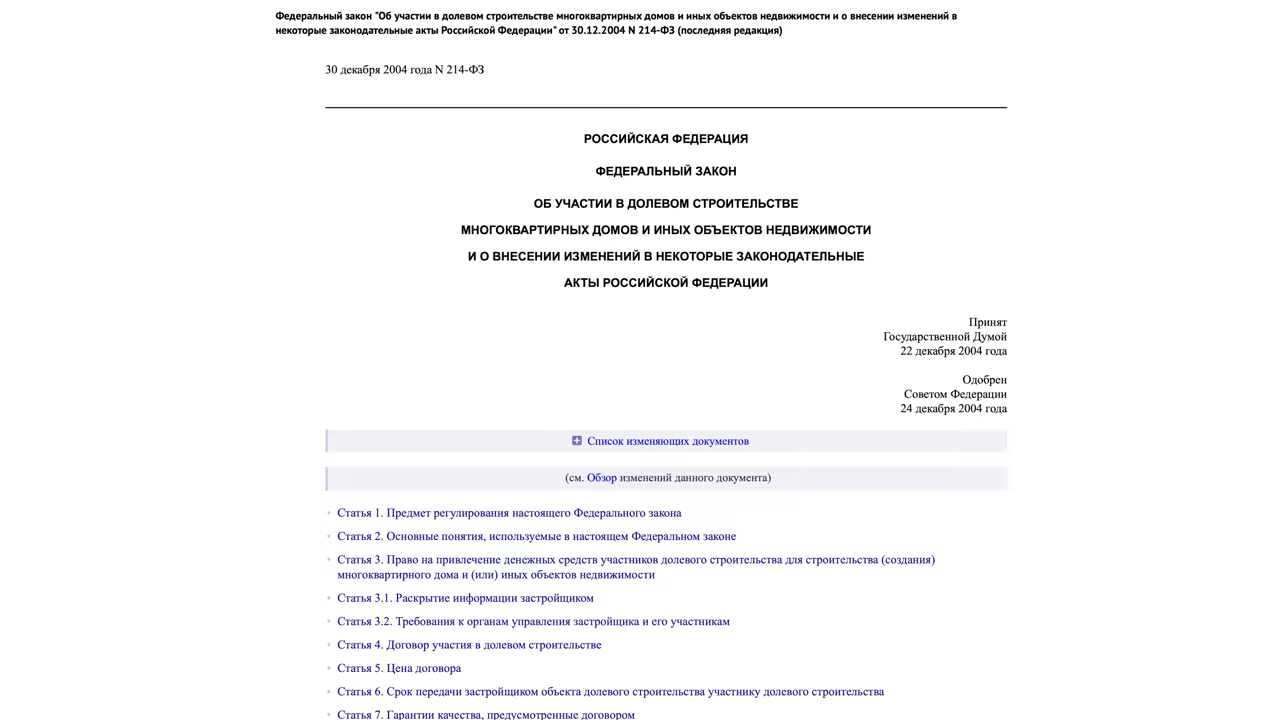 Федеральный закон "Об участии в долевом строительстве многоквартирных домов и иных объектов недвижимости и о внесении изменений в
некоторые законодательные акты Российской Федерации" от 30.12.2004 N 214-ФЗ (последняя редакция)
30 декабря 2004 года N 214-ФЗ
РОССИЙСКАЯ ФЕДЕРАЦИЯ
ФЕДЕРАЛЬНЫЙ ЗАКОН
ОБ УЧАСТИИ В ДОЛЕВОМ СТРОИТЕЛЬСТВЕ
МНОГОКВАРТИРНЫХ ДОМОВ И ИНЫХ ОБЪЕКТОВ НЕДВИЖИМОСТИ
И О ВНЕСЕНИИ ИЗМЕНЕНИЙ В НЕКОТОРЫЕ ЗАКОНОДАТЕЛЬНЫЕ
АКТЫ РОССИЙСКОЙ ФЕДЕРАЦИИ
Принят
Государственной Думой
22 декабря 2004 года
Одобрен
Советом Федерации
24 декабря 2004 года
Список изменяющих документов
(см. Обзор изменений данного документа)
Статья 1. Предмет регулирования настоящего Федерального закона
Статья 2. Основные понятия, используемые в настоящем Федеральном законе
Статья 3. Право на привлечение денежных средств участников долевого строительства для строительства (создания)
многоквартирного дома и (или) иных объектов недвижимости
Статья 3.1. Раскрытие информации застройщиком
Статья 3.2. Требования к органам управления застройщика и его участникам
Статья 4. Договор участия в долевом строительстве
Статья 5. Цена договора
Статья 6. Срок передачи застройщиком объекта долевого строительства участнику долевого строительства
Статья 7. Гарантии качества, предусмотренные договором